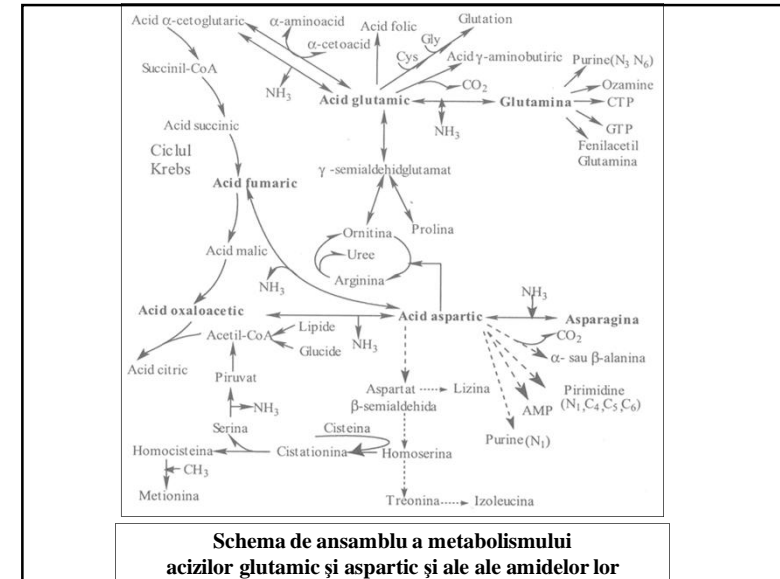 Acid α-cetoglutaric
α-aminoacid
α-cetoacid
Acid folic
Glutation
Gly
Cys
Acid γ-aminobutiric
Purine(N₃ N₆)
Succinil-CoA
NH₃
CO₂
Ozamine
Acid glutamic
Glutamina
CTP
NH₃
GTP
Fenilacetil
Glutamina
Acid succinic
Ciclul
Krebs
γ -semialdehidglutamat
Acid fumaric
Ornitina
Prolina
Uree
Acid malic
Arginina
NH₃
NH₃
Acid oxaloacetic
Acid aspartic
Asparagina
Acetil-CoA
Lipide
CO₂
Glucide
NH₃
α- sau β-alanina
Acid citric
Piruvat
Aspartat
Lizina
Pirimidine
β-semialdehida
(N₁,C₄,C₅,C₆)
NH₃
AMP
Serina
Cisteina
Purine(N₁)
Homocisteina
Cistationina
Homoserina
CH₃
Metionina
Treonina
Izoleucina
Schema de ansamblu a metabolismului
acizilor glutamic şi aspartic şi ale ale amidelor lor